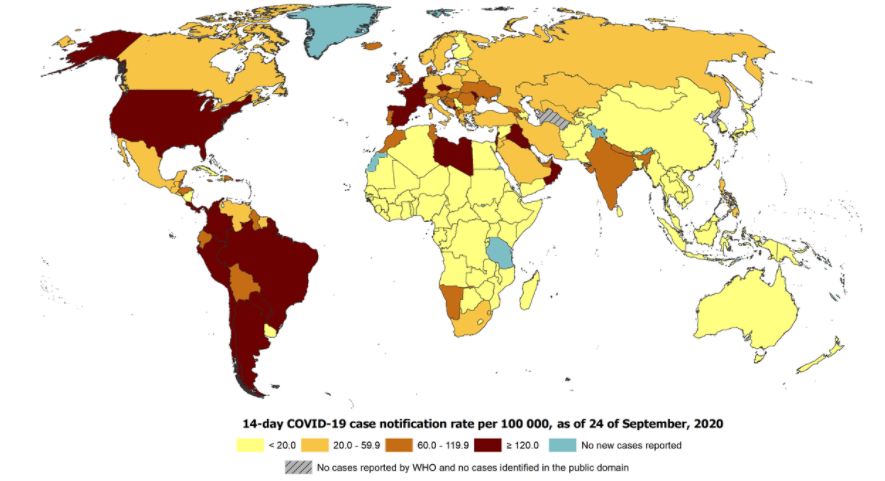 14-day COVID-19 case notification rate per 100 000, as of 24 of September, 2020
< 20.0 20.0 - 59.9 60.0 - 119.9 ≥ 120.0 No new cases reported
No cases reported by WHO and no cases identified in the public domain